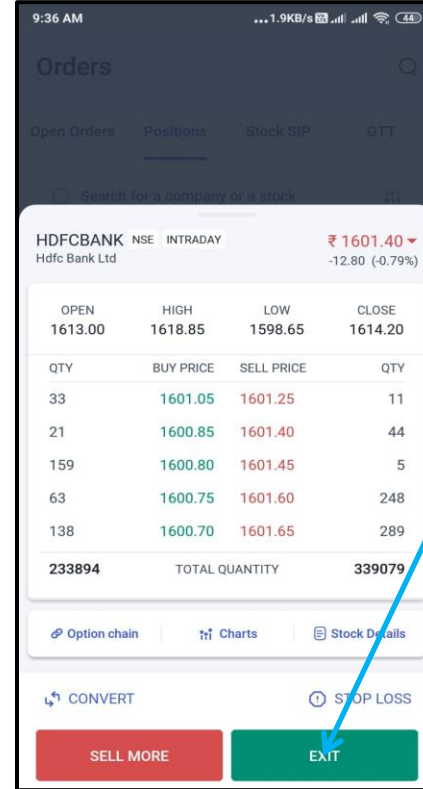 9:36 AM ...1.9KB/s 44
Orders
Open Orders Positions Stock SIP GTT
Search for a company or a stock
HDFCBANK NSE INTRADAY ₹ 1601.40
Hdfc Bank Ltd -12.80 (-0.79%)
OPEN HIGH LOW CLOSE
1613.00 1618.85 1598.65 1614.20
QTY BUY PRICE SELL PRICE QTY
33 1601.05 1601.25 11
21 1600.85 1601.40 44
159 1600.80 1601.45 5
63 1600.75 1601.60 248
138 1600.70 1601.65 289
233894 TOTAL QUANTITY 339079
Option chain Charts Stock Details
CONVERT STOP LOSS
SELL MORE EXIT